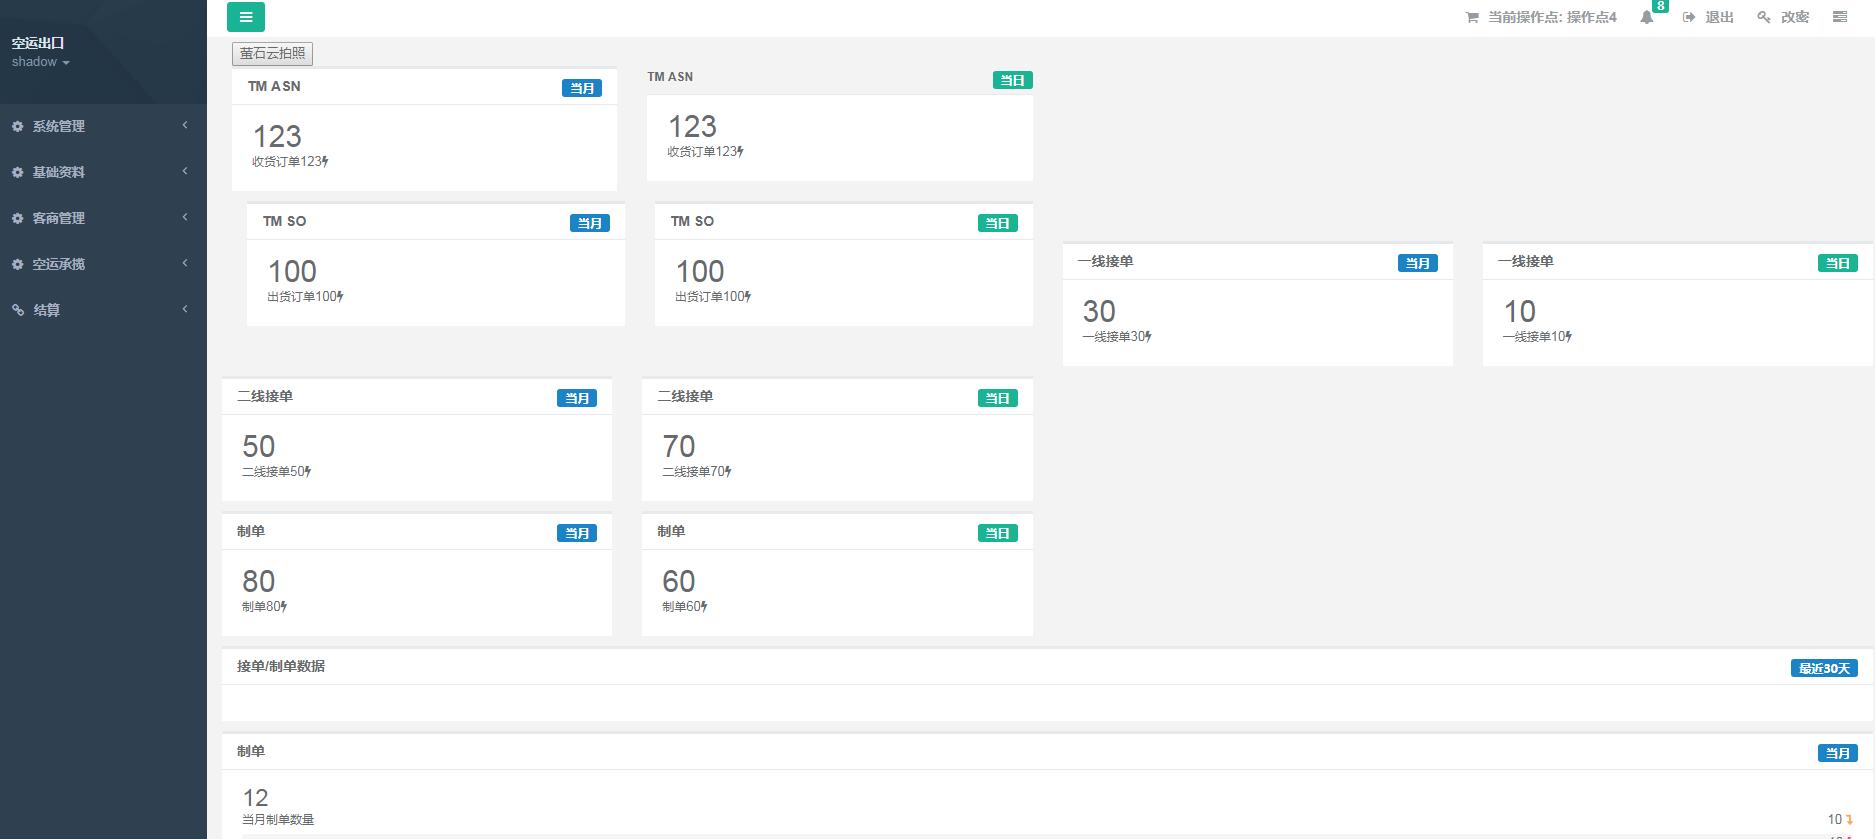 空运出口
shadow
系统管理
基础资料
客商管理
空运承揽
结算
当前操作点: 操作点4
8
退出
改密
萤石云拍照
TM ASN 当月
123
收货订单123
TM ASN 当日
123
收货订单123
TM SO 当月
100
出货订单100
TM SO 当日
100
出货订单100
一线接单 当月
30
一线接单30
一线接单 当日
10
一线接单10
二线接单 当月
50
二线接单50
二线接单 当日
70
二线接单70
制单 当月
80
制单80
制单 当日
60
制单60
接单/制单数据 最近30天
制单 当月
12
当月制单数量 10